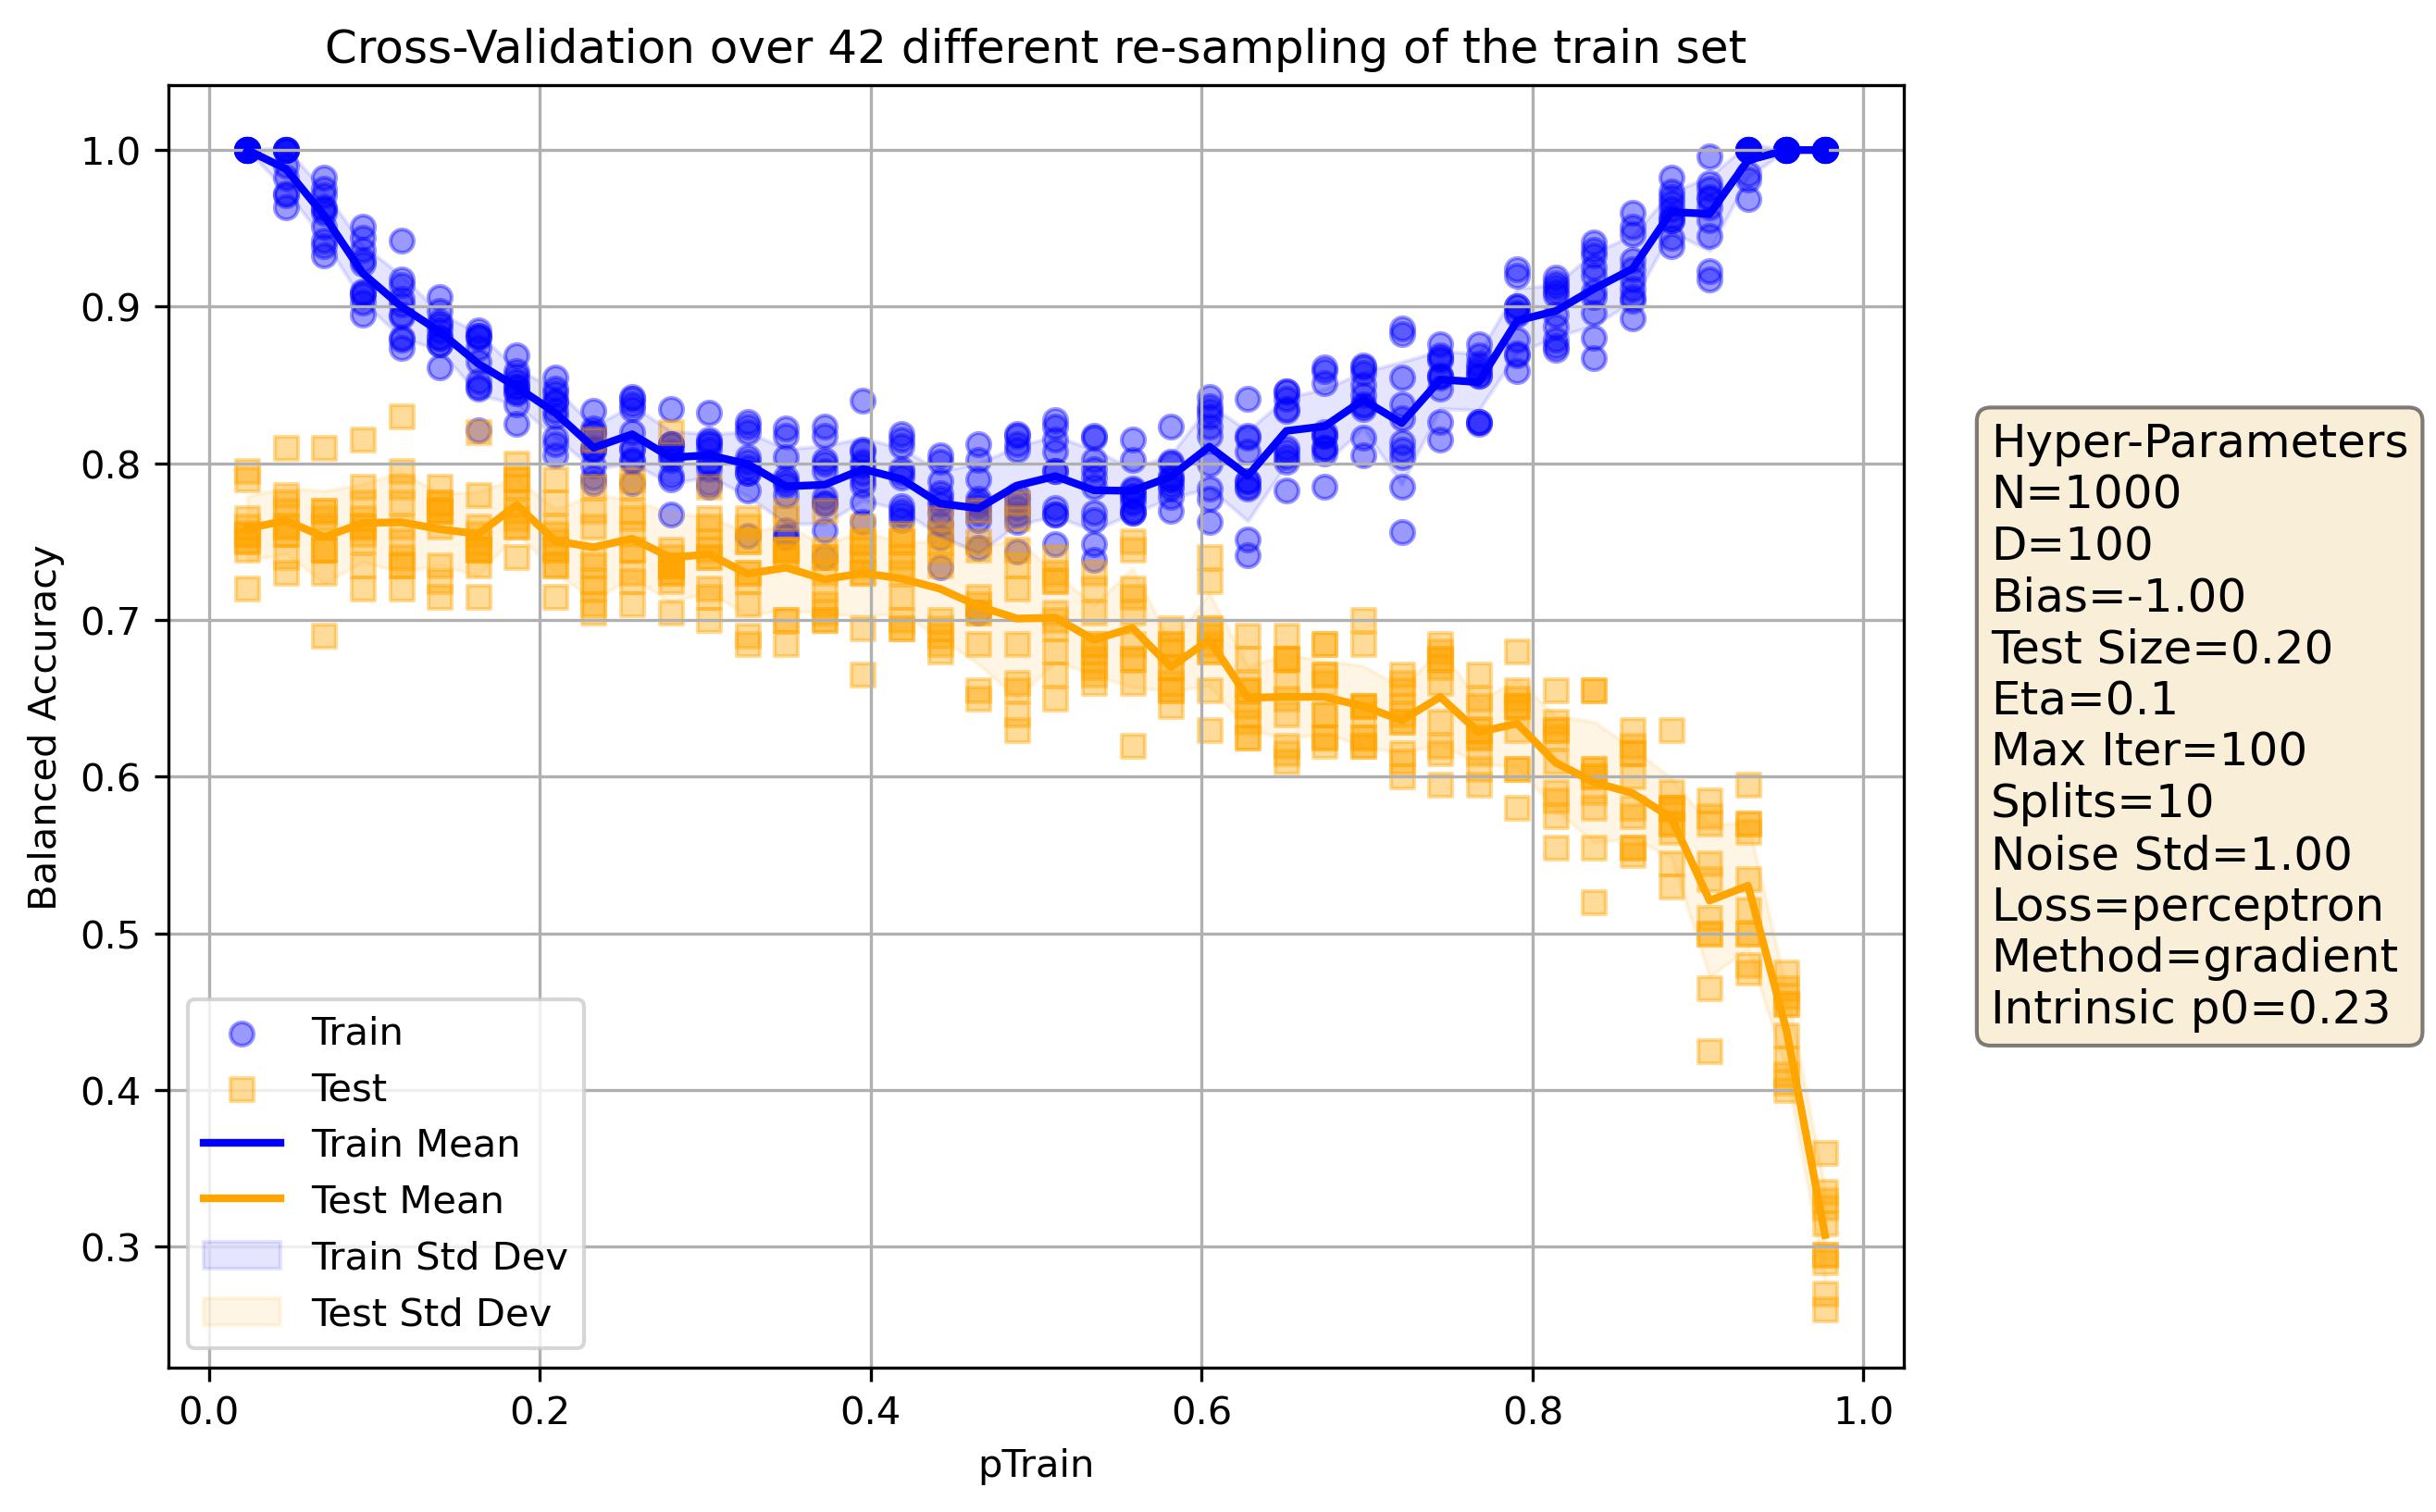 Cross-Validation over 42 different re-sampling of the train set
1.0
0.9
0.8
0.7
0.6
0.5
0.4
0.3
Balanced Accuracy
Train
Test
Train Mean
Test Mean
Train Std Dev
Test Std Dev
0.0 0.2 0.4 0.6 0.8 1.0
pTrain
Hyper-Parameters
N=1000
D=100
Bias=-1.00
Test Size=0.20
Eta=0.1
Max Iter=100
Splits=10
Noise Std=1.00
Loss=perceptron
Method=gradient
Intrinsic p0=0.23